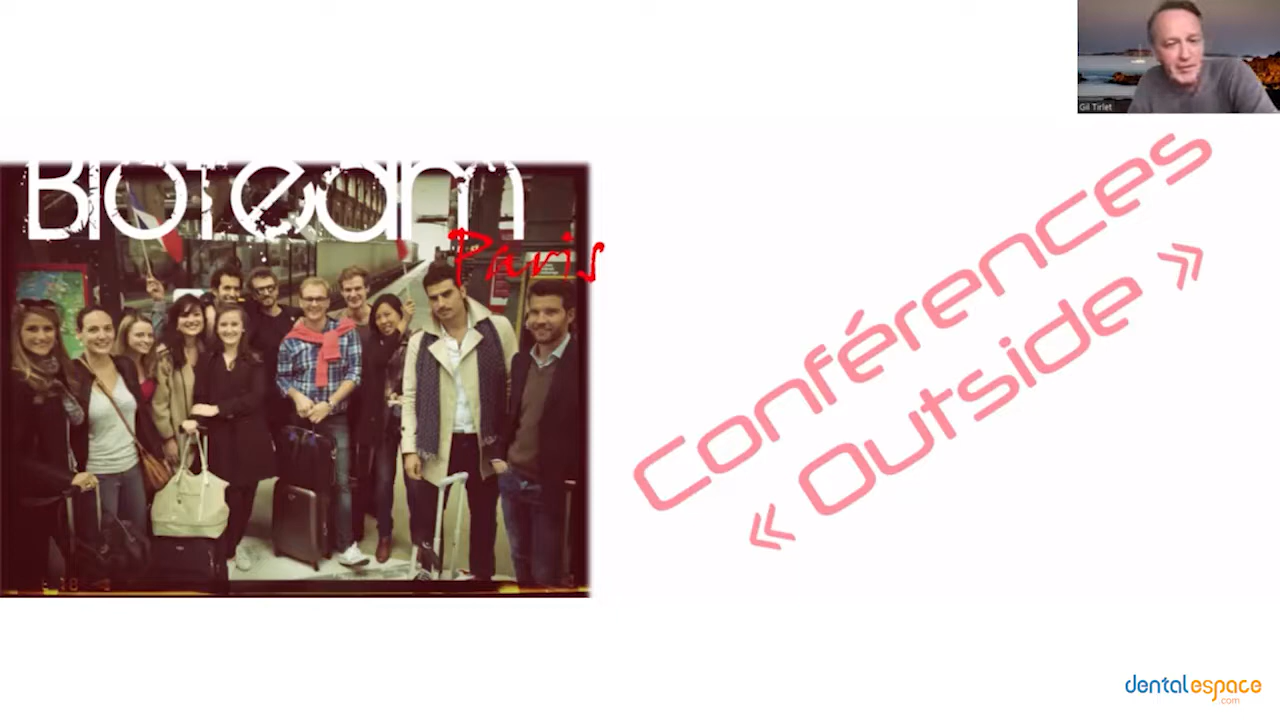 Gil Tirlet
BioTeam
Paris
Conférences
« Outside »
dentalespace
.com